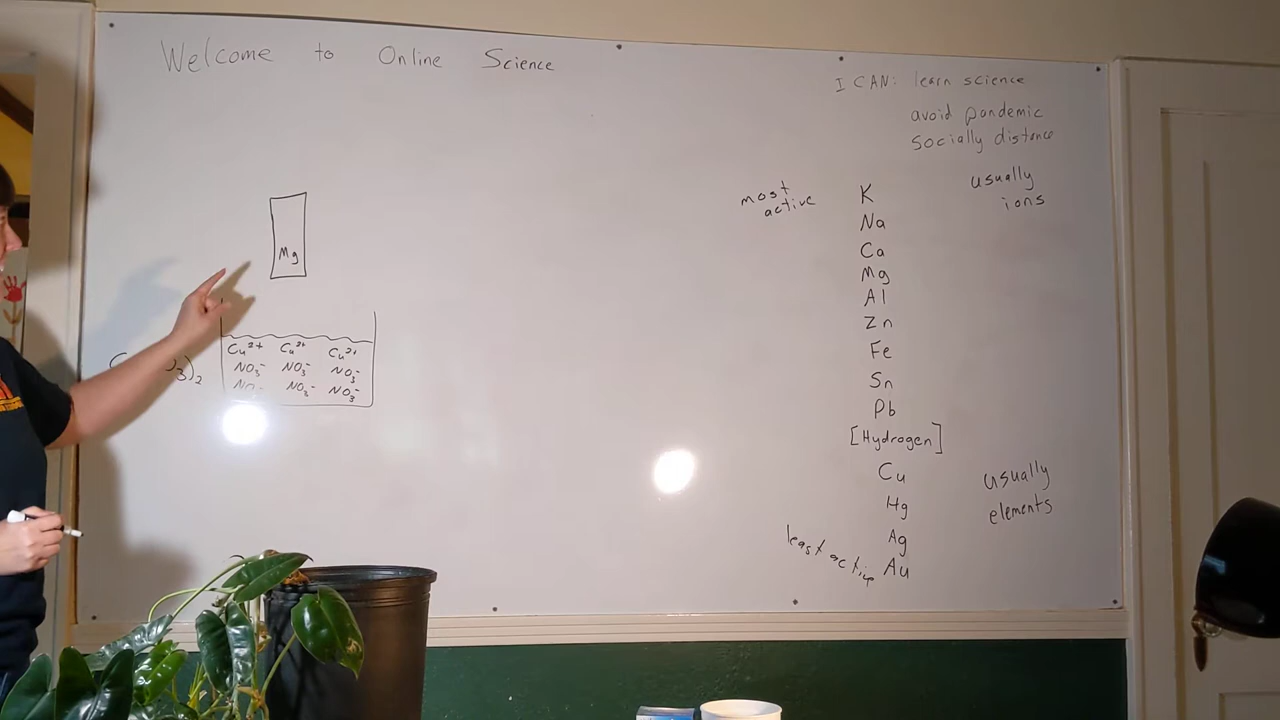 Welcome to Online Science
I CAN: learn science
avoid pandemic
socially distance
most
active
usually
ions
K
Na
Ca
Mg
Al
Zn
Fe
Sn
Pb
[Hydrogen]
Cu
Hg
Ag
Au
usually
elements
least active
Mg
Cu²⁺ Cu²⁺ Cu²⁺
NO₃⁻ NO₃⁻ NO₃⁻
NO₃⁻ NO₃⁻
)₃)₂